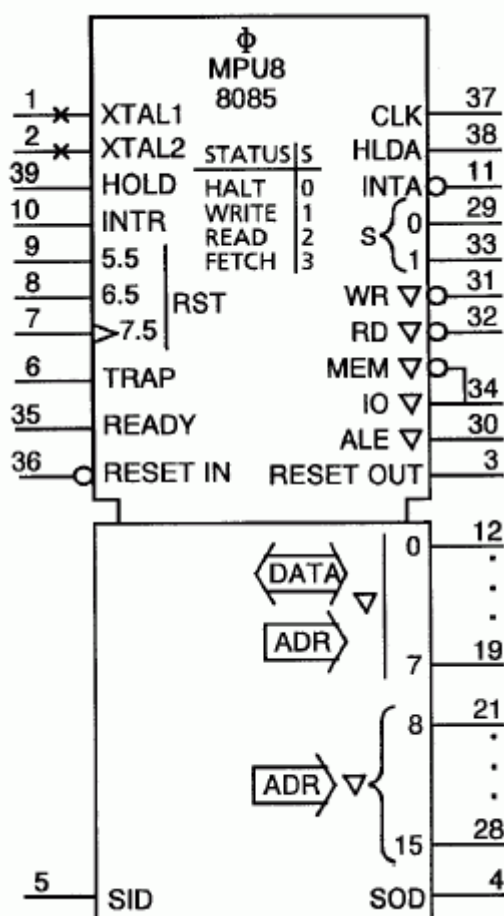 Φ
MPU8
8085
1 XTAL1 CLK 37
2 XTAL2 STATUS S HLDA 38
39 HOLD HALT 0 INTA 11
10 INTR WRITE 1 S 0 29
9 5.5 READ 2 1 33
8 6.5 RST FETCH 3 WR 31
7 7.5 RD 32
6 TRAP MEM
IO 34
35 READY ALE 30
36 RESET IN RESET OUT 3
DATA 0 12
ADR 7 19
8 21
ADR
15 28
5 SID SOD 4